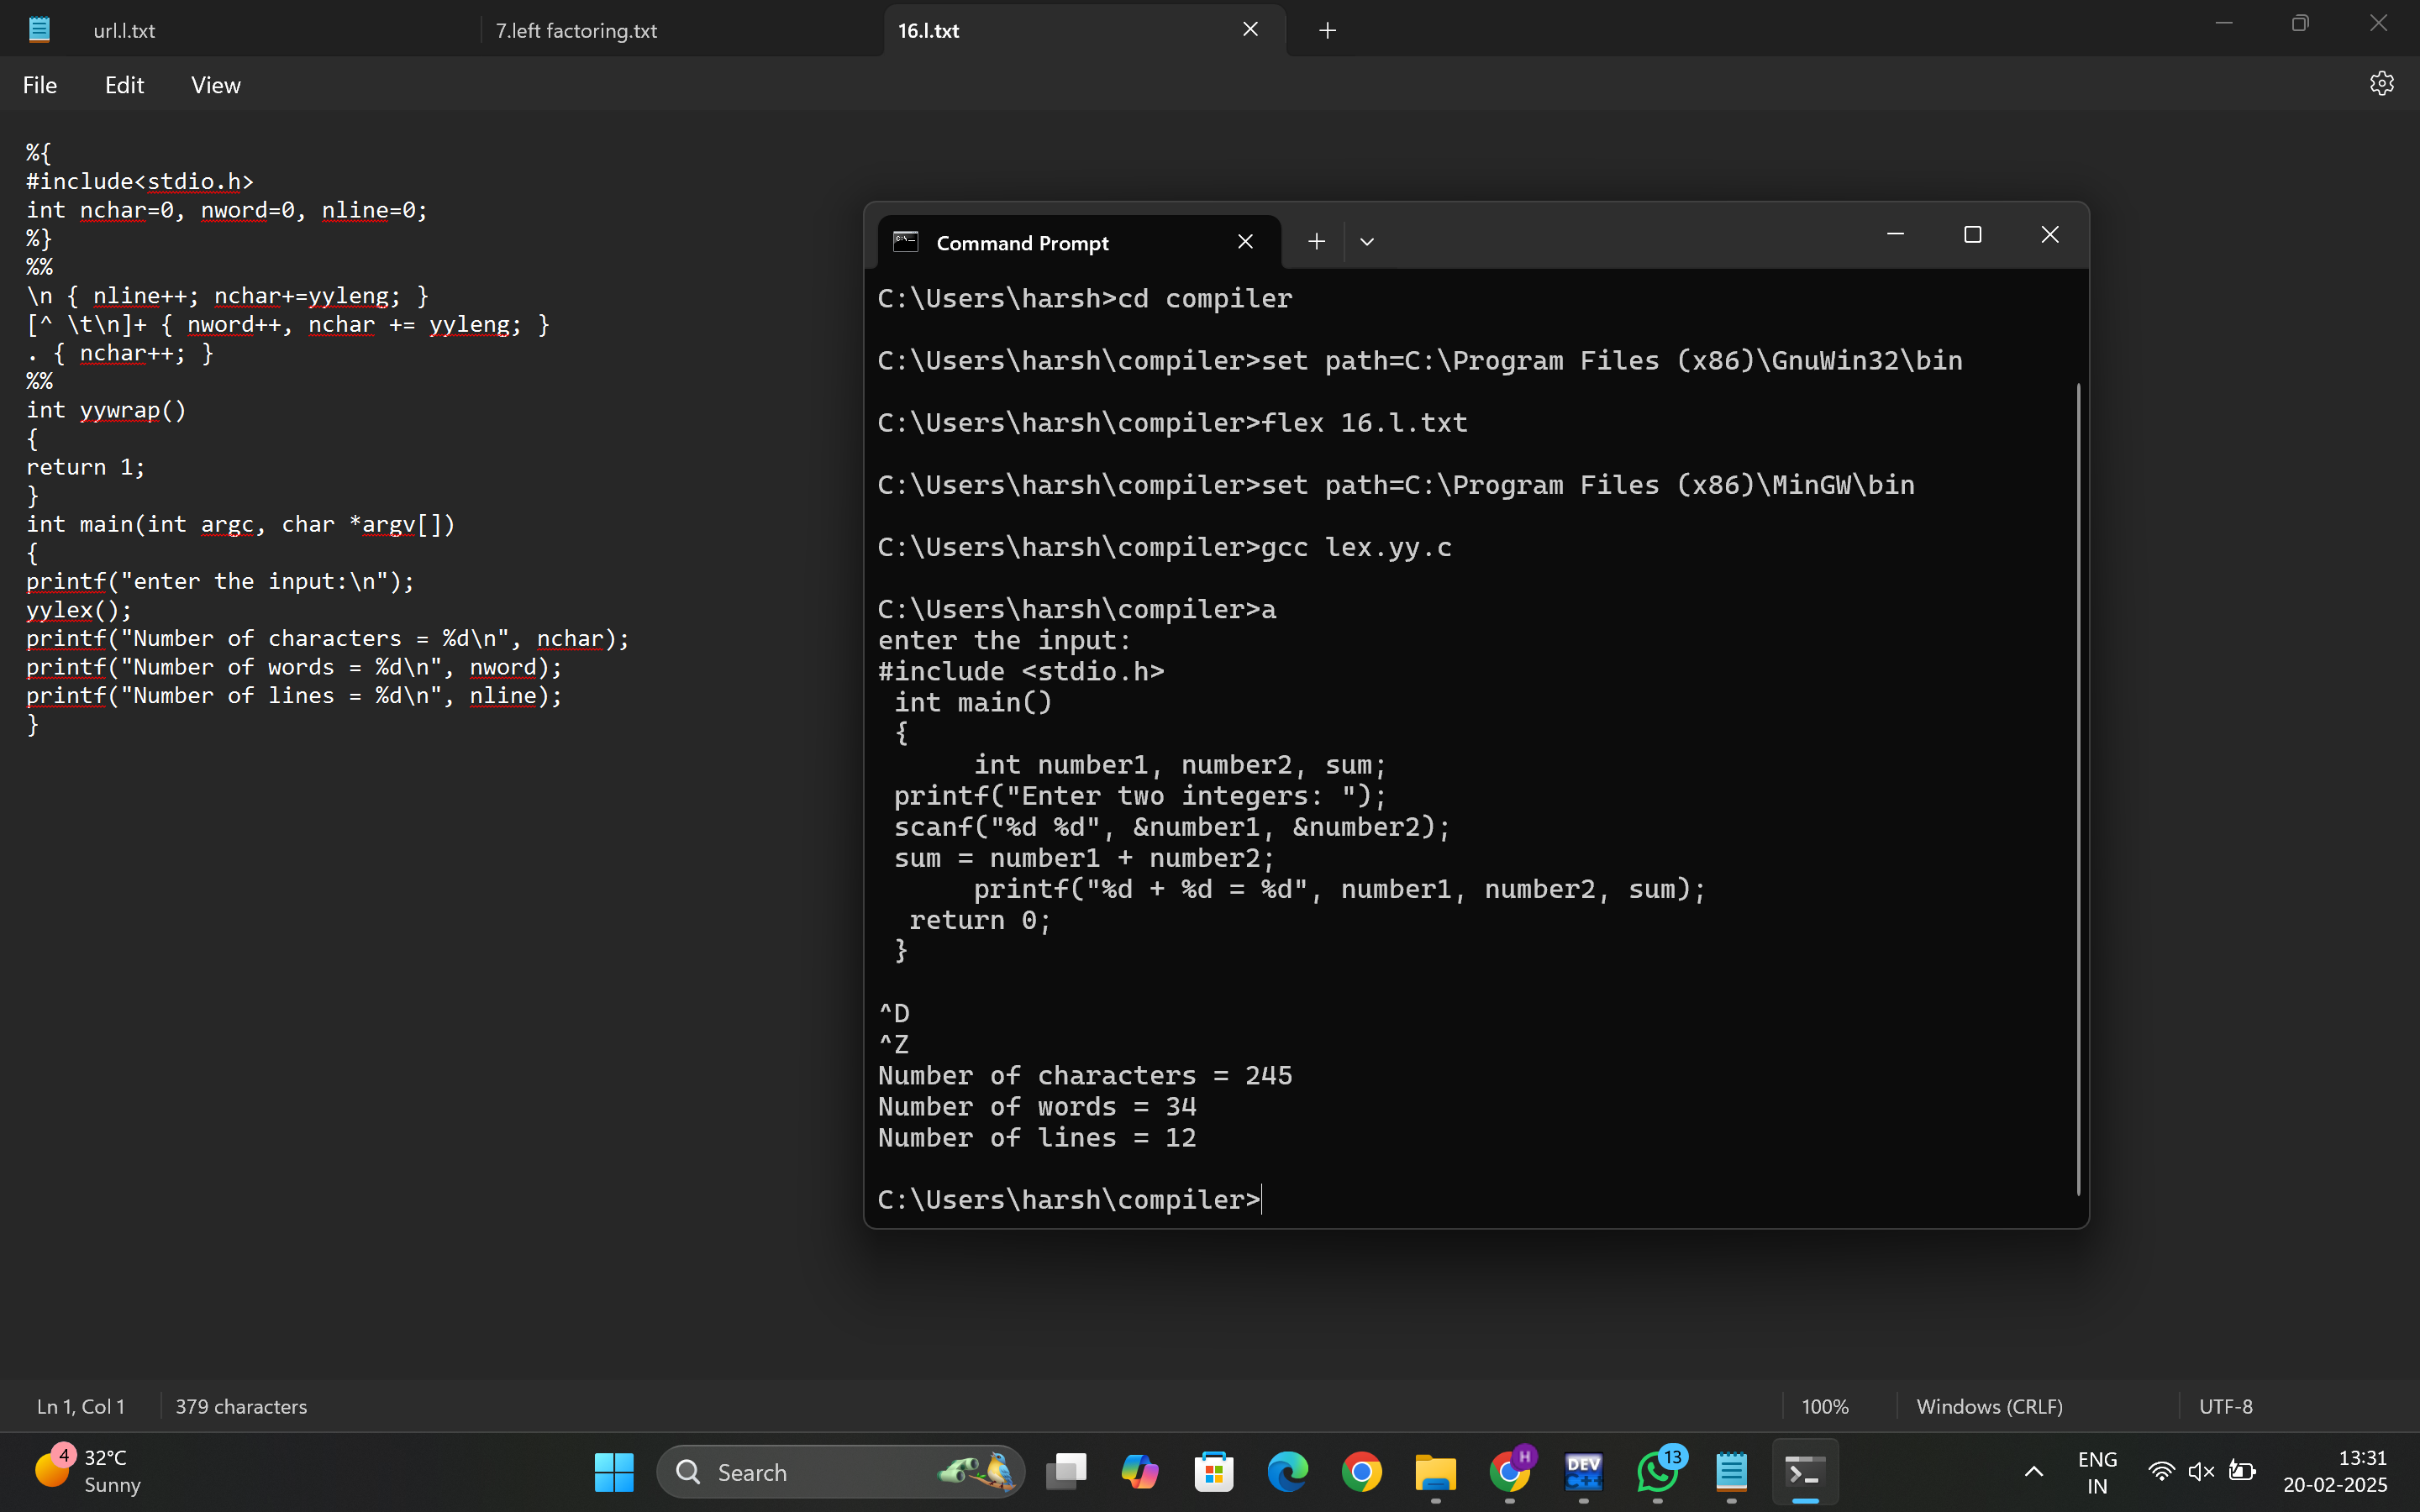 url.l.txt
7.left factoring.txt
16.l.txt
File
Edit
View
%{
#include<stdio.h>
int nchar=0, nword=0, nline=0;
%}
%%
\n { nline++; nchar+=yyleng; }
[^ \t\n]+ { nword++, nchar += yyleng; }
. { nchar++; }
%%
int yywrap()
{
return 1;
}
int main(int argc, char *argv[])
{
printf("enter the input:\n");
yylex();
printf("Number of characters = %d\n", nchar);
printf("Number of words = %d\n", nword);
printf("Number of lines = %d\n", nline);
}
Command Prompt
C:\Users\harsh>cd compiler
C:\Users\harsh\compiler>set path=C:\Program Files (x86)\GnuWin32\bin
C:\Users\harsh\compiler>flex 16.l.txt
C:\Users\harsh\compiler>set path=C:\Program Files (x86)\MinGW\bin
C:\Users\harsh\compiler>gcc lex.yy.c
C:\Users\harsh\compiler>a
enter the input:
#include <stdio.h>
 int main()
 {
      int number1, number2, sum;
 printf("Enter two integers: ");
 scanf("%d %d", &number1, &number2);
 sum = number1 + number2;
      printf("%d + %d = %d", number1, number2, sum);
  return 0;
 }
^D
^Z
Number of characters = 245
Number of words = 34
Number of lines = 12
C:\Users\harsh\compiler>
Ln 1, Col 1
379 characters
100%
Windows (CRLF)
UTF-8
4
32°C
Sunny
Search
H
DEV
C++
13
ENG
IN
13:31
20-02-2025